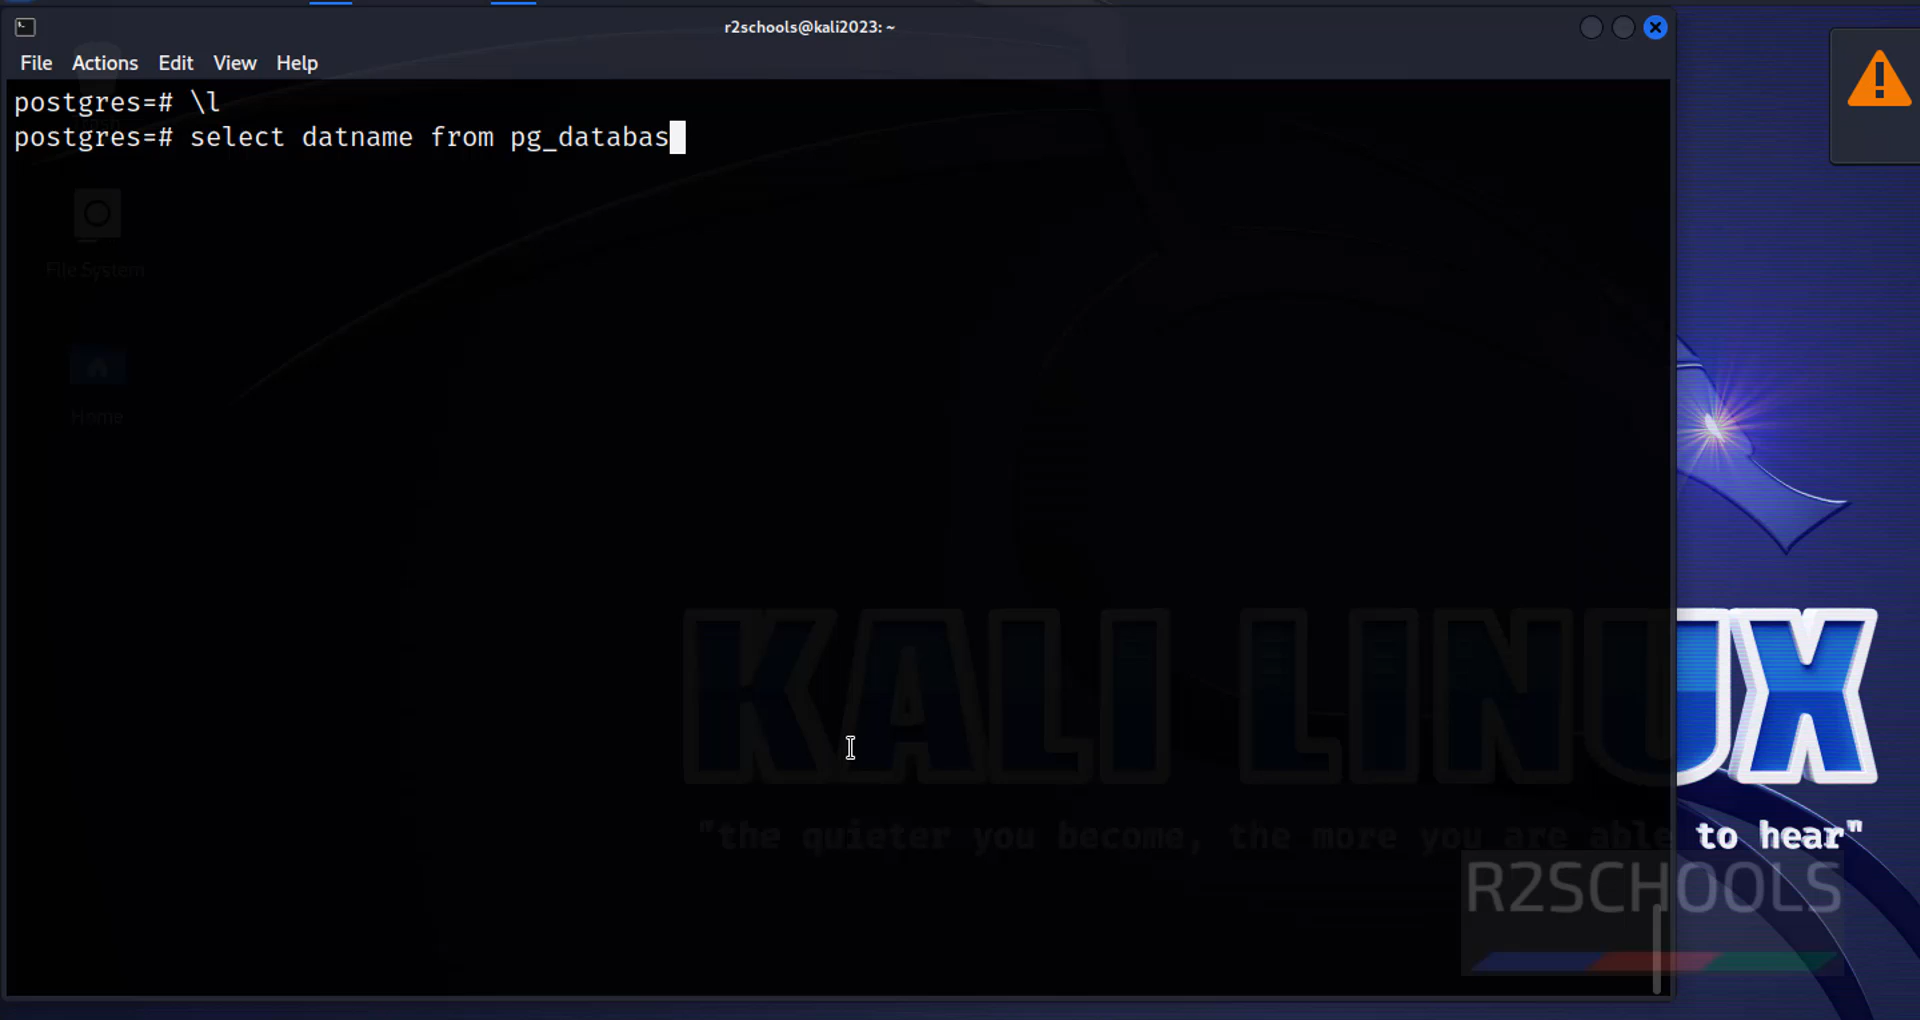 r2schools@kali2023: ~
File Actions Edit View Help
postgres=# \l
postgres=# select datname from pg_databas
File System
Home
KALI LINUX
"the quieter you become, the more you are able to hear"
R2SCHOOLS